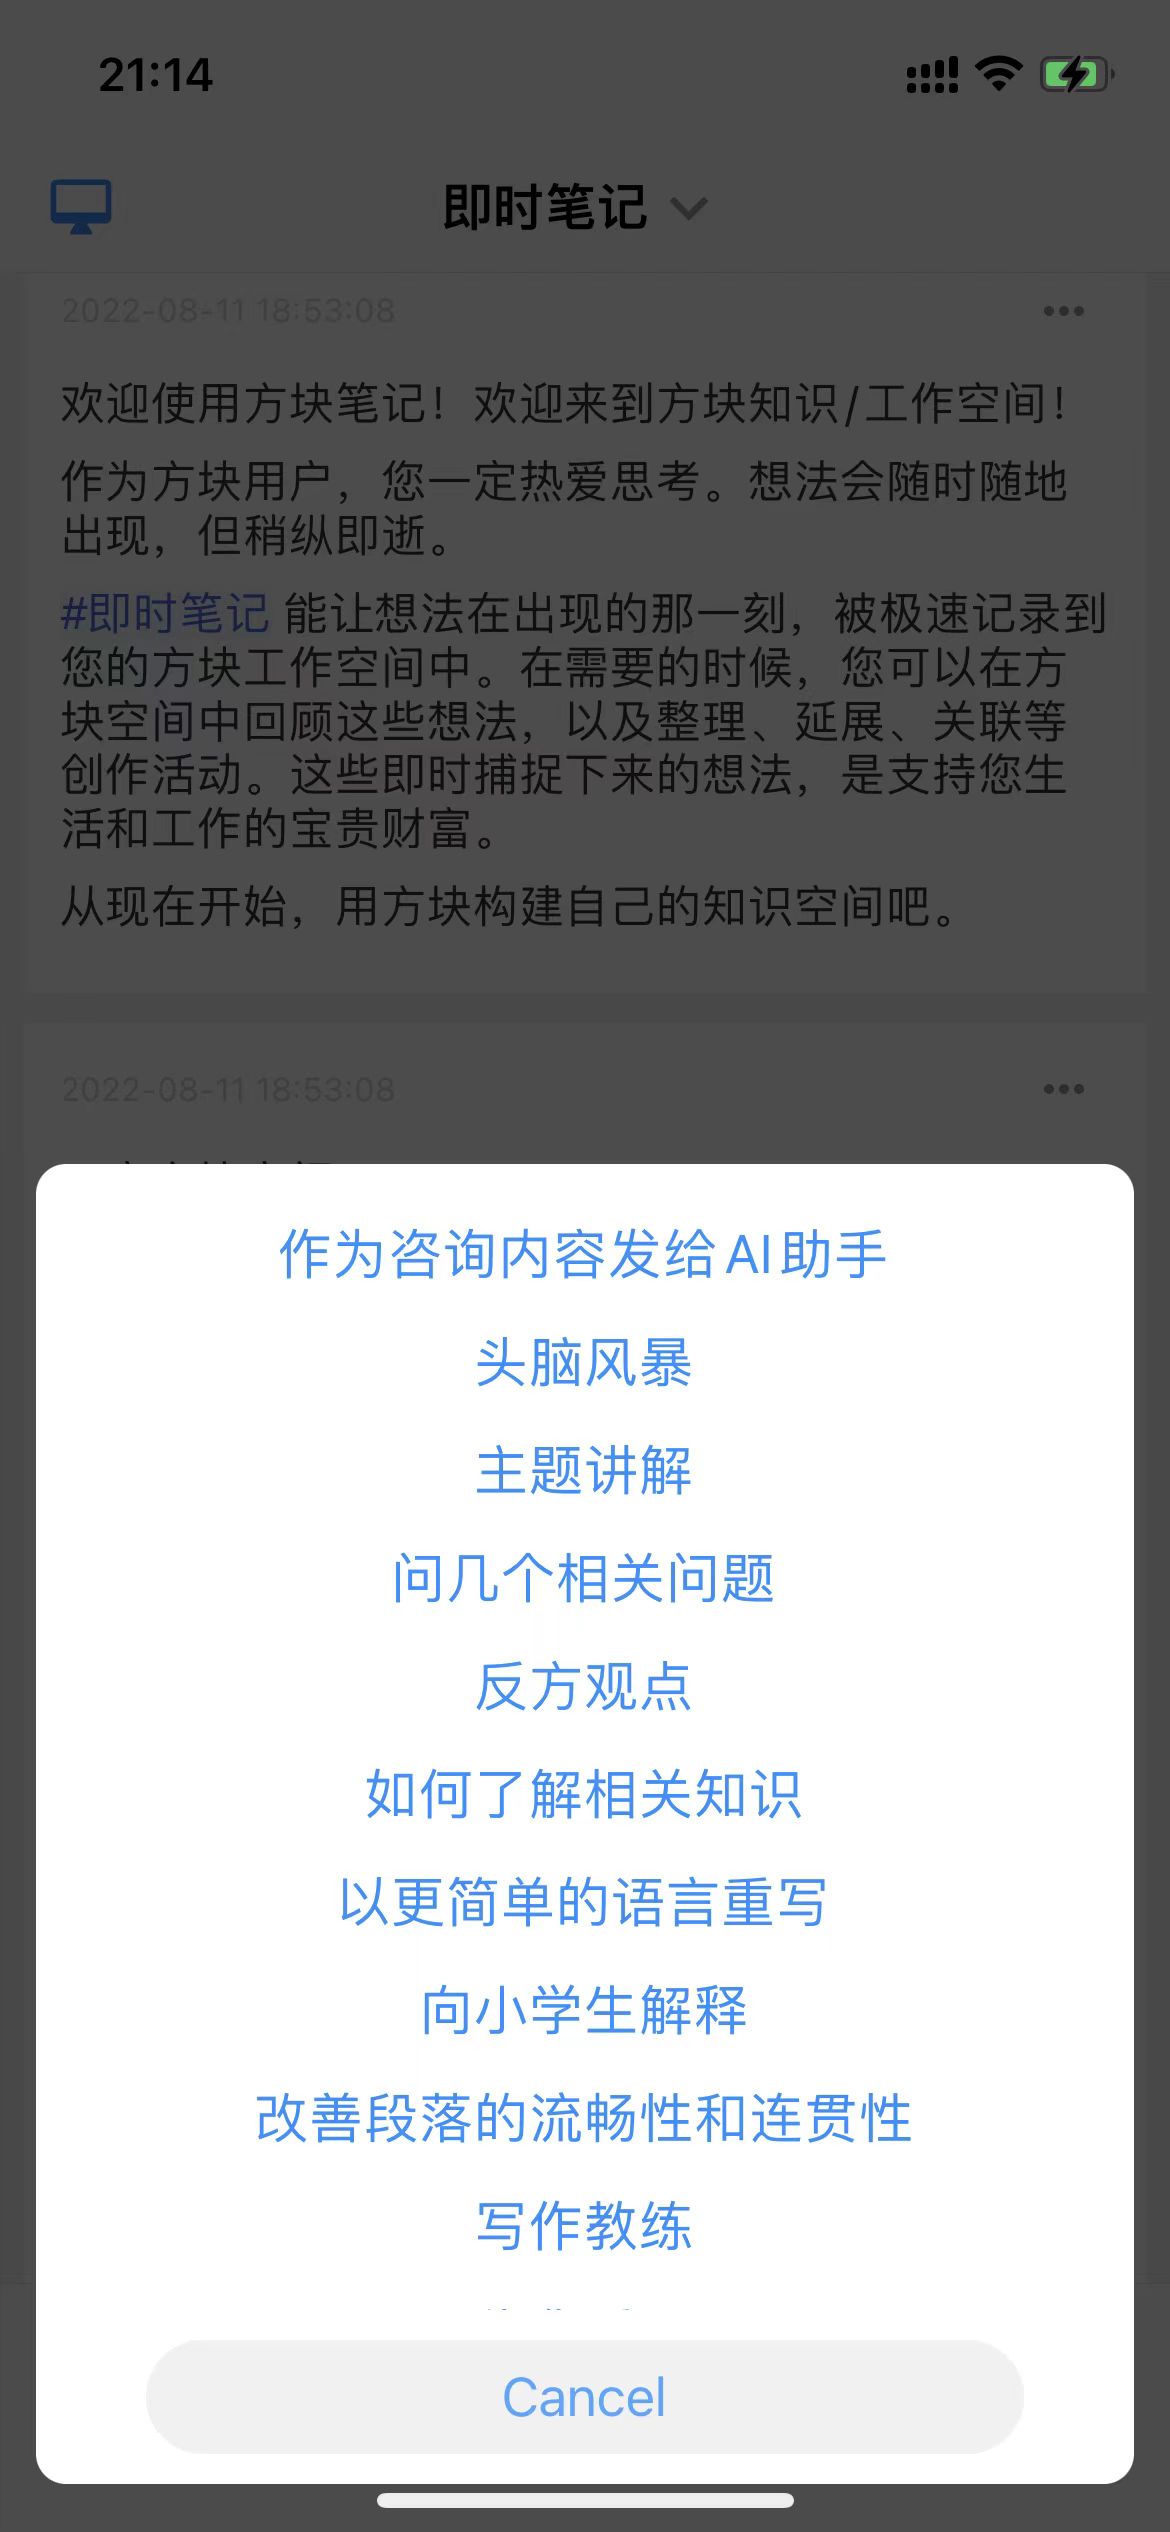 21:14
即时笔记
2022-08-11 18:53:08
欢迎使用方块笔记！欢迎来到方块知识/工作空间！
作为方块用户，您一定热爱思考。想法会随时随地
出现，但稍纵即逝。
#即时笔记 能让想法在出现的那一刻，被极速记录到
您的方块工作空间中。在需要的时候，您可以在方
块空间中回顾这些想法，以及整理、延展、关联等
创作活动。这些即时捕捉下来的想法，是支持您生
活和工作的宝贵财富。
从现在开始，用方块构建自己的知识空间吧。
2022-08-11 18:53:08
作为咨询内容发给AI助手
头脑风暴
主题讲解
问几个相关问题
反方观点
如何了解相关知识
以更简单的语言重写
向小学生解释
改善段落的流畅性和连贯性
写作教练
Cancel